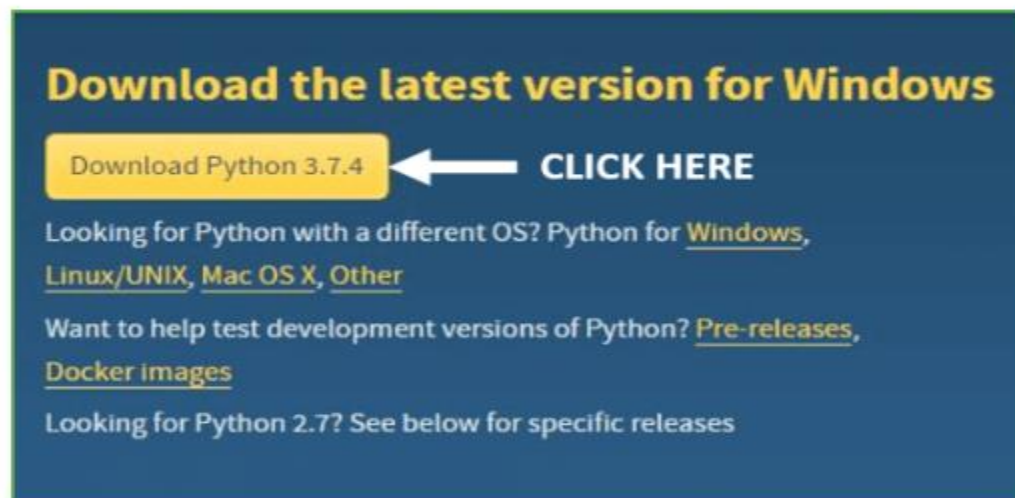 Download the latest version for Windows
Download Python 3.7.4
CLICK HERE
Looking for Python with a different OS? Python for Windows,
Linux/UNIX, Mac OS X, Other
Want to help test development versions of Python? Pre-releases,
Docker images
Looking for Python 2.7? See below for specific releases